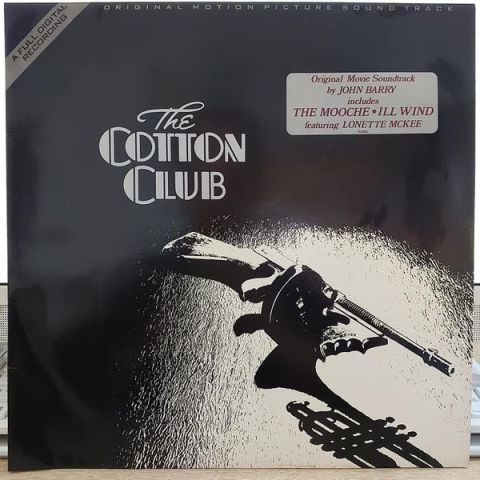 ORIGINAL MOTION PICTURE SOUND TRACK
A FULL DIGITAL
RECORDING
Original Movie Soundtrack
by JOHN BARRY
includes
THE MOOCHE • ILL WIND
featuring LONETTE MCKEE
The
COTTON
CLUB